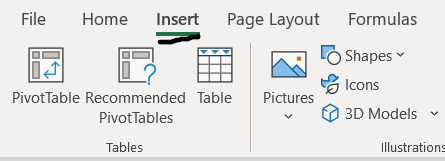 File Home Insert Page Layout Formulas
PivotTable Recommended PivotTables Table
Pictures
Shapes
Icons
3D Models
Tables
Illustrations